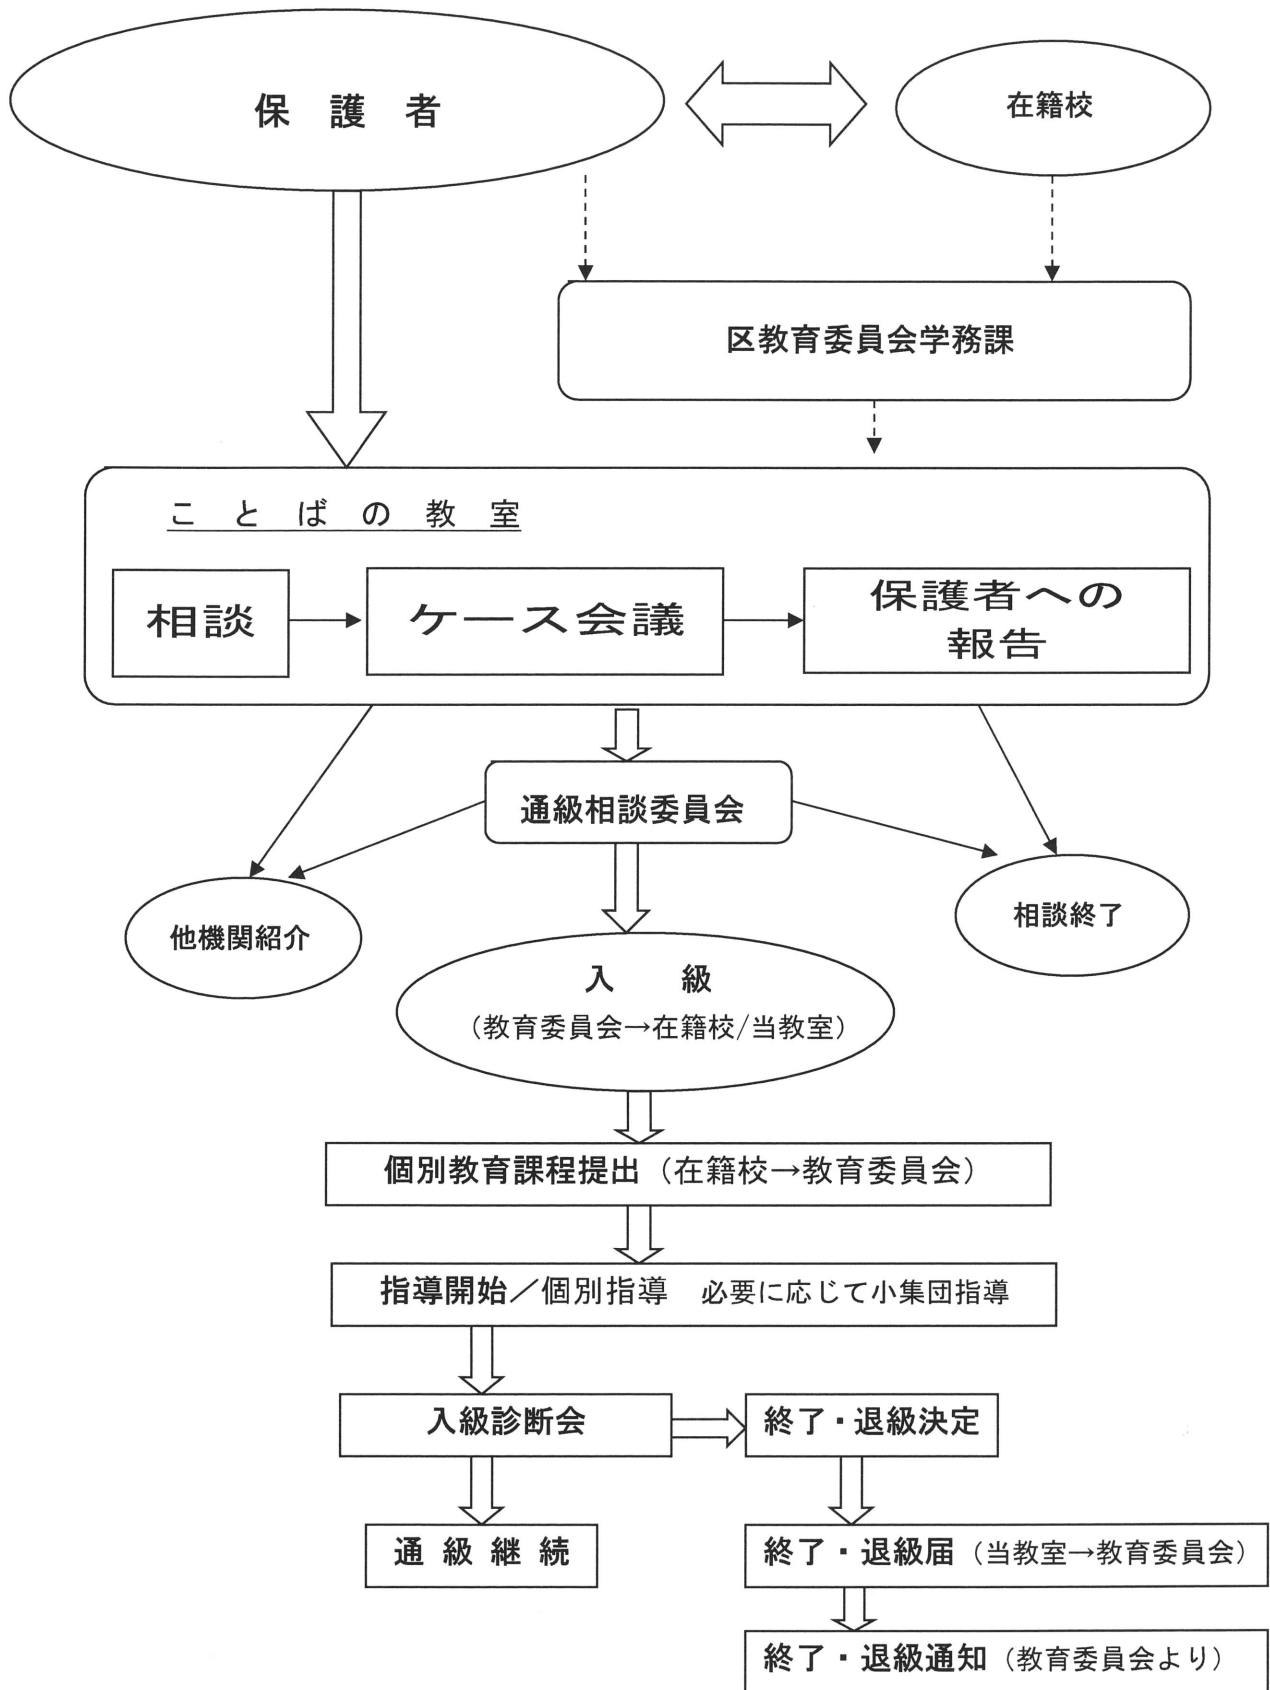 保 護 者
在籍校
区教育委員会学務課
ことばの教室
相談
ケース会議
保護者への
報告
通級相談委員会
他機関紹介
相談終了
入 級
（教育委員会→在籍校/当教室）
個別教育課程提出（在籍校→教育委員会）
指導開始／個別指導 必要に応じて小集団指導
入級診断会
終了・退級決定
通 級 継 続
終了・退級届（当教室→教育委員会）
終了・退級通知（教育委員会より）